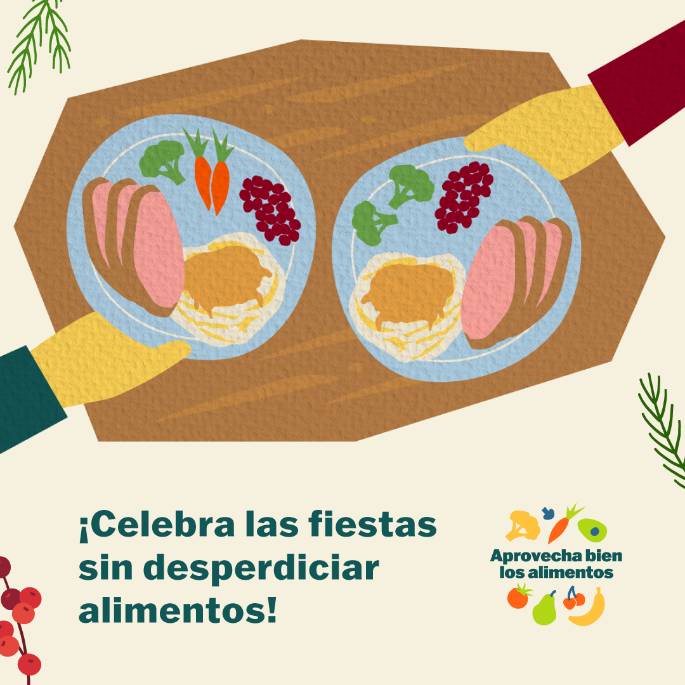 ¡Celebra las fiestas
sin desperdiciar
alimentos!
Aprovecha bien
los alimentos